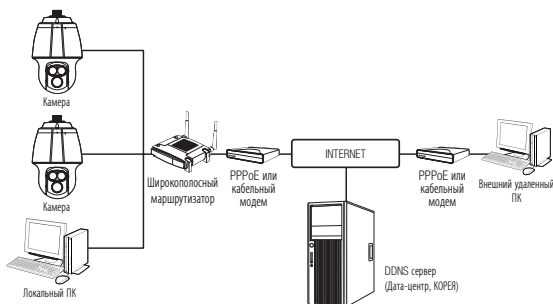 Камера
Камера
Локальный ПК
Широкополосный
маршрутизатор
PPPoE или
кабельный
модем
INTERNET
PPPoE или
кабельный
модем
Внешний удаленный
ПК
DDNS сервер
(Дата-центр, КОРЕЯ)